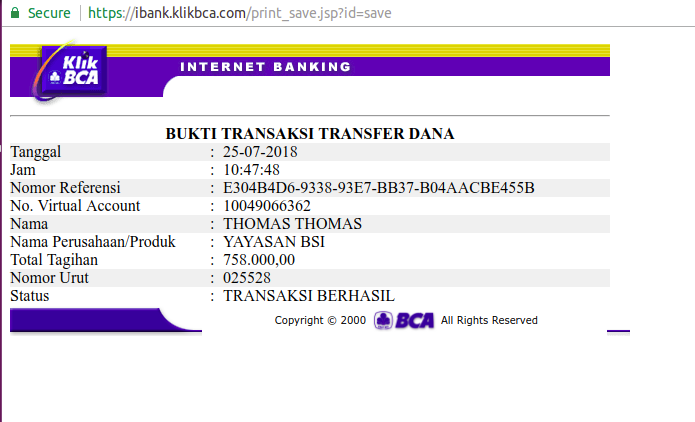 Secure https://ibank.klikbca.com/print_save.jsp?id=save
Klik BCA
INTERNET BANKING
BUKTI TRANSAKSI TRANSFER DANA
Tanggal : 25-07-2018
Jam : 10:47:48
Nomor Referensi : E304B4D6-9338-93E7-BB37-B04AACBE455B
No. Virtual Account : 10049066362
Nama : THOMAS THOMAS
Nama Perusahaan/Produk : YAYASAN BSI
Total Tagihan : 758.000,00
Nomor Urut : 025528
Status : TRANSAKSI BERHASIL
Copyright © 2000 BCA All Rights Reserved